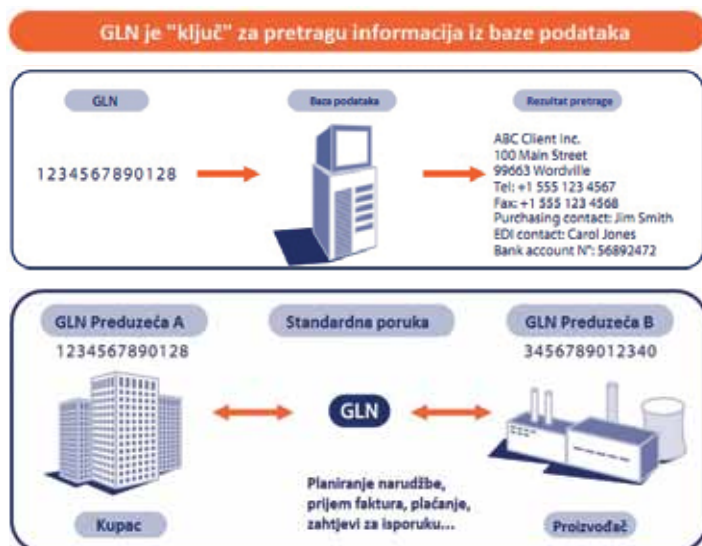 GLN je "ključ" za pretragu informacija iz baze podataka
GLN
Baza podataka
Rezultat pretrage
1234567890128
ABC Client Inc.
100 Main Street
99663 Wordville
Tel: +1 555 123 4567
Fax: +1 555 123 4568
Purchasing contact: Jim Smith
EDI contact: Carol Jones
Bank account N°: 56892472
GLN Preduzeća A
Standardna poruka
GLN Preduzeća B
1234567890128
3456789012340
GLN
Planiranje narudžbe,
prijem faktura, plaćanje,
zahtjevi za isporuku...
Kupac
Proizvođač